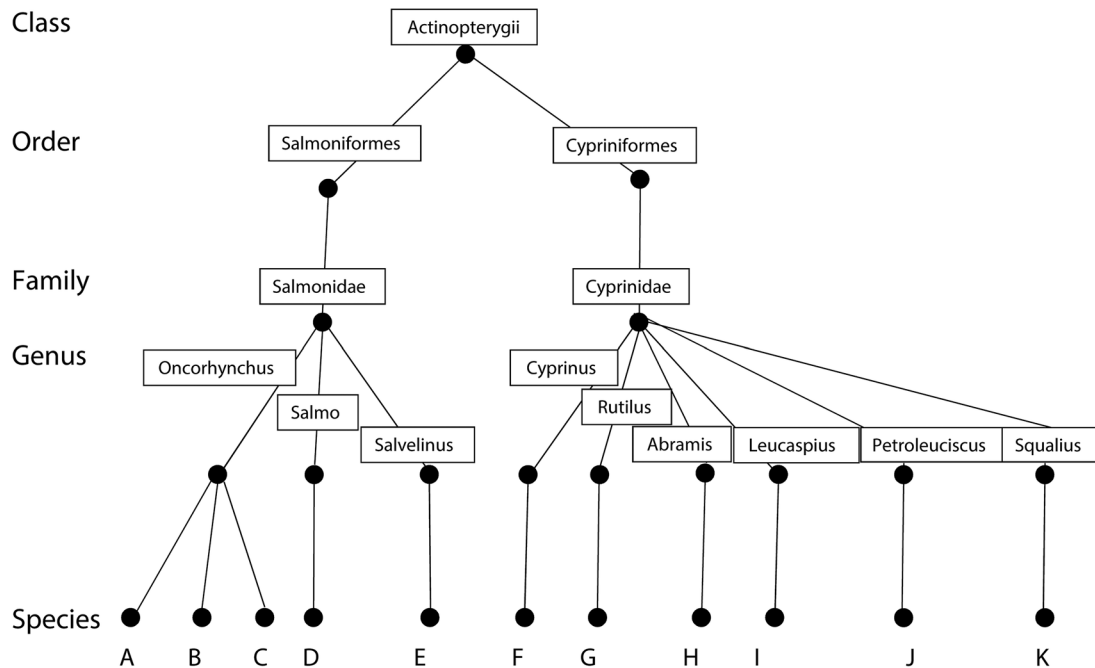 Class
Actinopterygii
Order
Salmoniformes
Cypriniformes
Family
Salmonidae
Cyprinidae
Genus
Oncorhynchus
Cyprinus
Salmo
Rutilus
Salvelinus
Abramis
Leucaspius
Petroleuciscus
Squalius
Species
A B C D E F G H I J K